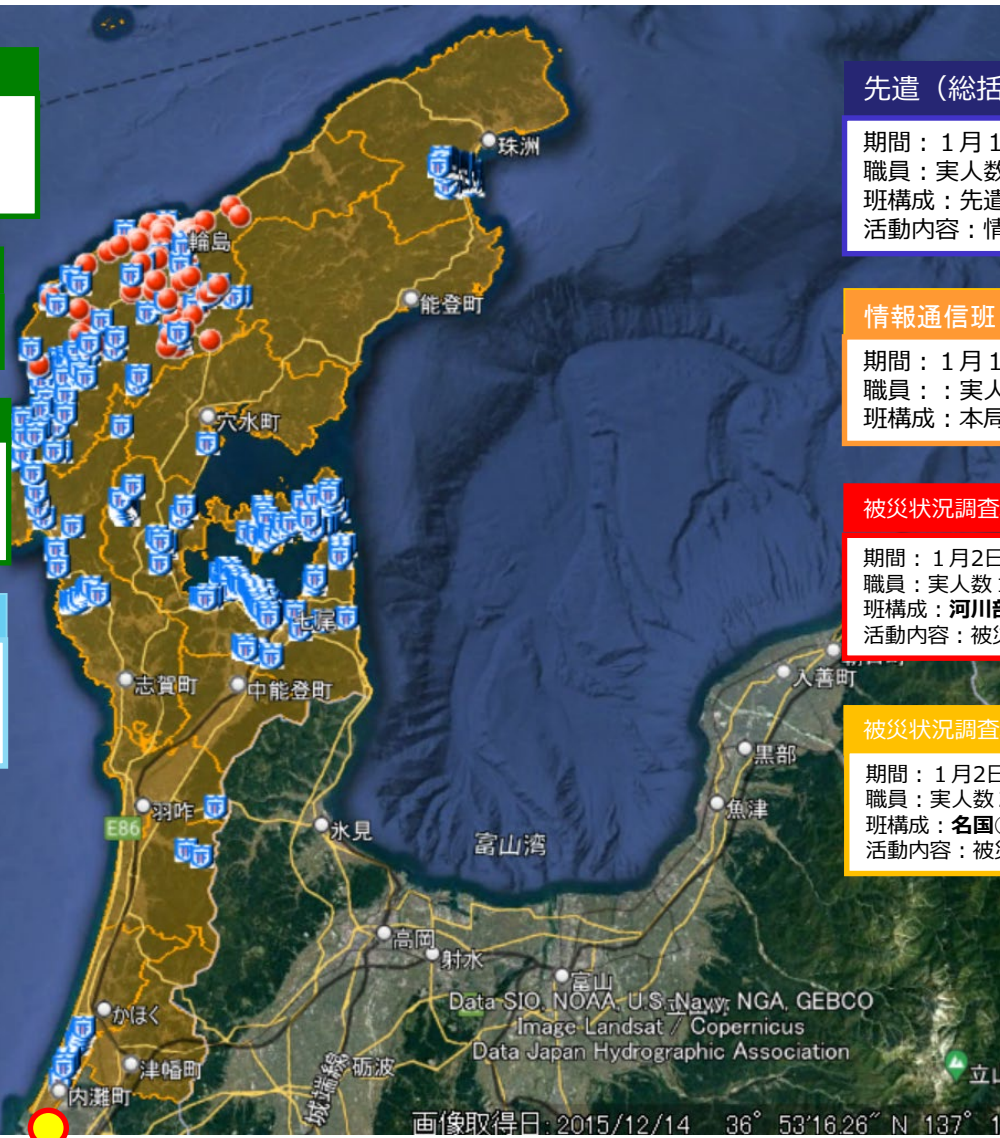 先遣（総括
期間：１月１
職員：実人数
班構成：先遣
活動内容：情
情報通信班
期間：１月１
職員：：実人
班構成：本局
被災状況調査
期間：１月2日
職員：実人数
班構成：河川部
活動内容：被災
被災状況調査
期間：１月2日
職員：実人数
班構成：名国
活動内容：被災
珠洲
輪島
能登町
穴水町
七尾
志賀町
中能登町
入善町
黒部
羽咋
E86
氷見
魚津
富山湾
高岡
射水
富山
Data SIO, NOAA, U.S. Navy, NGA, GEBCO
Image Landsat / Copernicus
Data Japan Hydrographic Association
かほく
津幡町
城端線
砺波
立山
内灘町
画像取得日: 2015/12/14 36° 53'16.26" N 137° 1